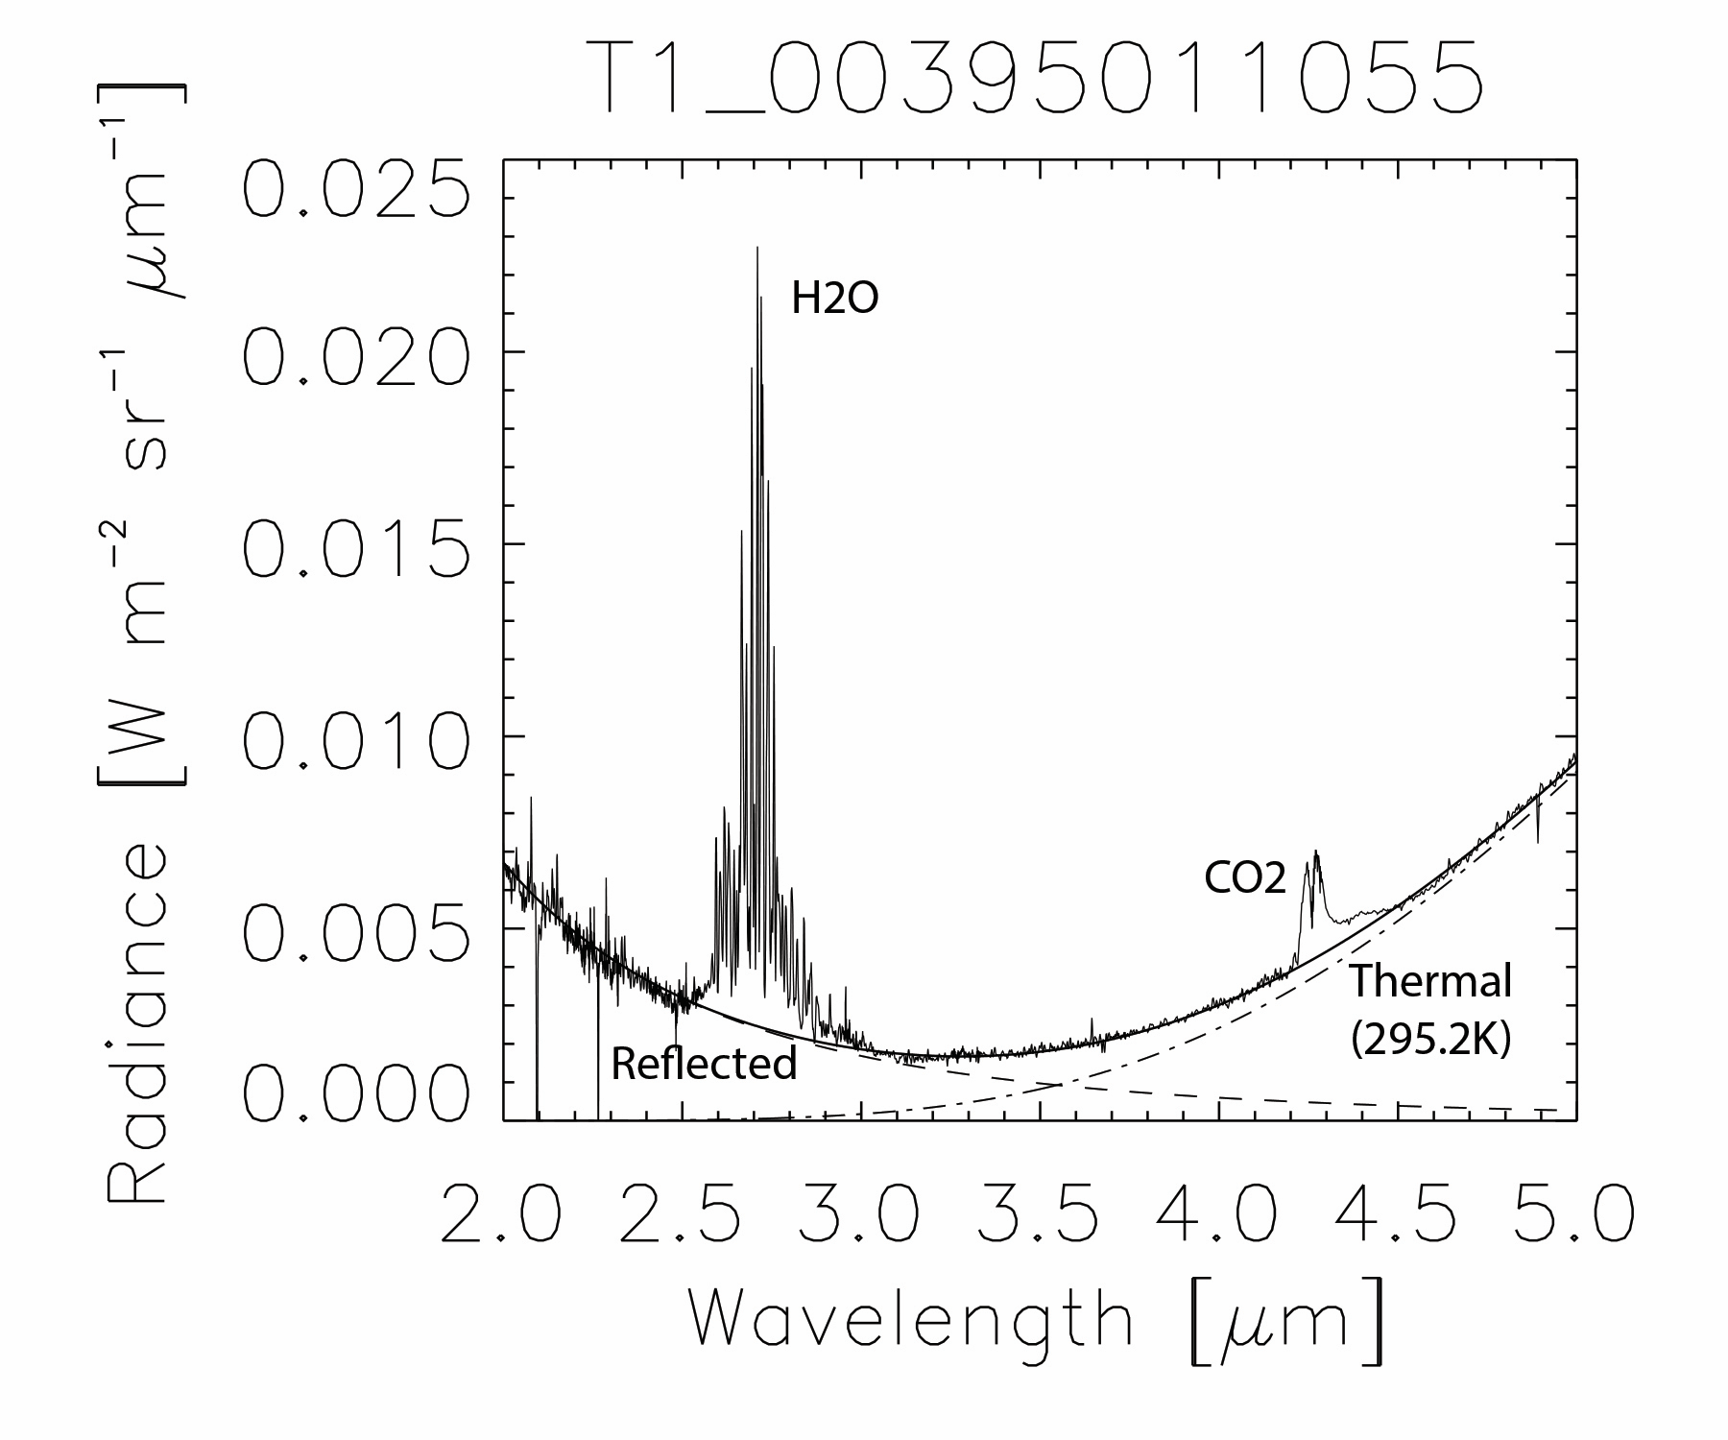 T1_00395011055
Radiance [W m⁻² sr⁻¹ μm⁻¹]
0.025
0.020
0.015
0.010
0.005
0.000
H2O
CO2
Thermal
(295.2K)
Reflected
2.0 2.5 3.0 3.5 4.0 4.5 5.0
Wavelength [μm]